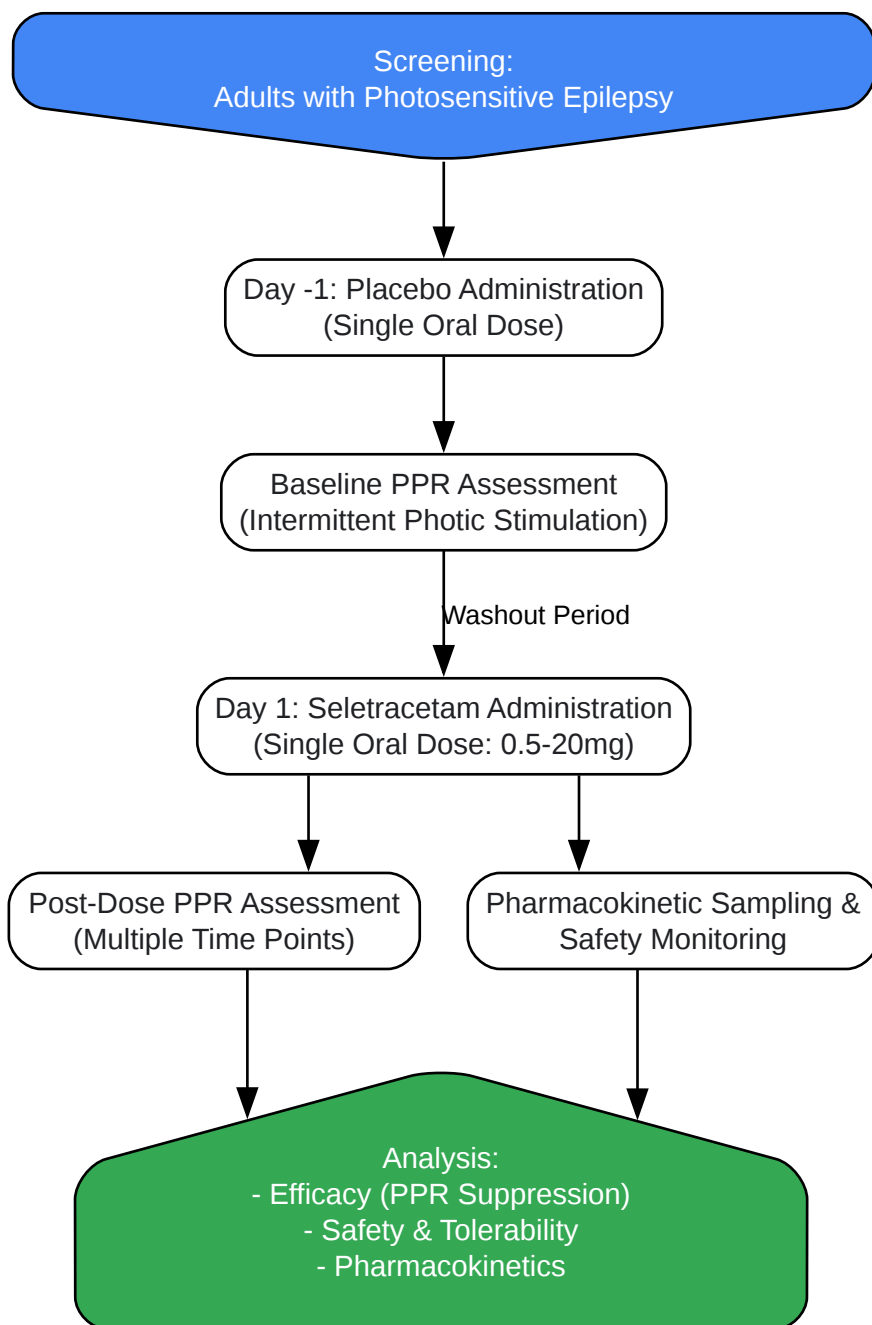 Screening:
Adults with Photosensitive Epilepsy
Day -1: Placebo Administration
(Single Oral Dose)
Baseline PPR Assessment
(Intermittent Photic Stimulation)
Washout Period
Day 1: Seletracetam Administration
(Single Oral Dose: 0.5-20mg)
Post-Dose PPR Assessment
(Multiple Time Points)
Pharmacokinetic Sampling &
Safety Monitoring
Analysis:
- Efficacy (PPR Suppression)
- Safety & Tolerability
- Pharmacokinetics